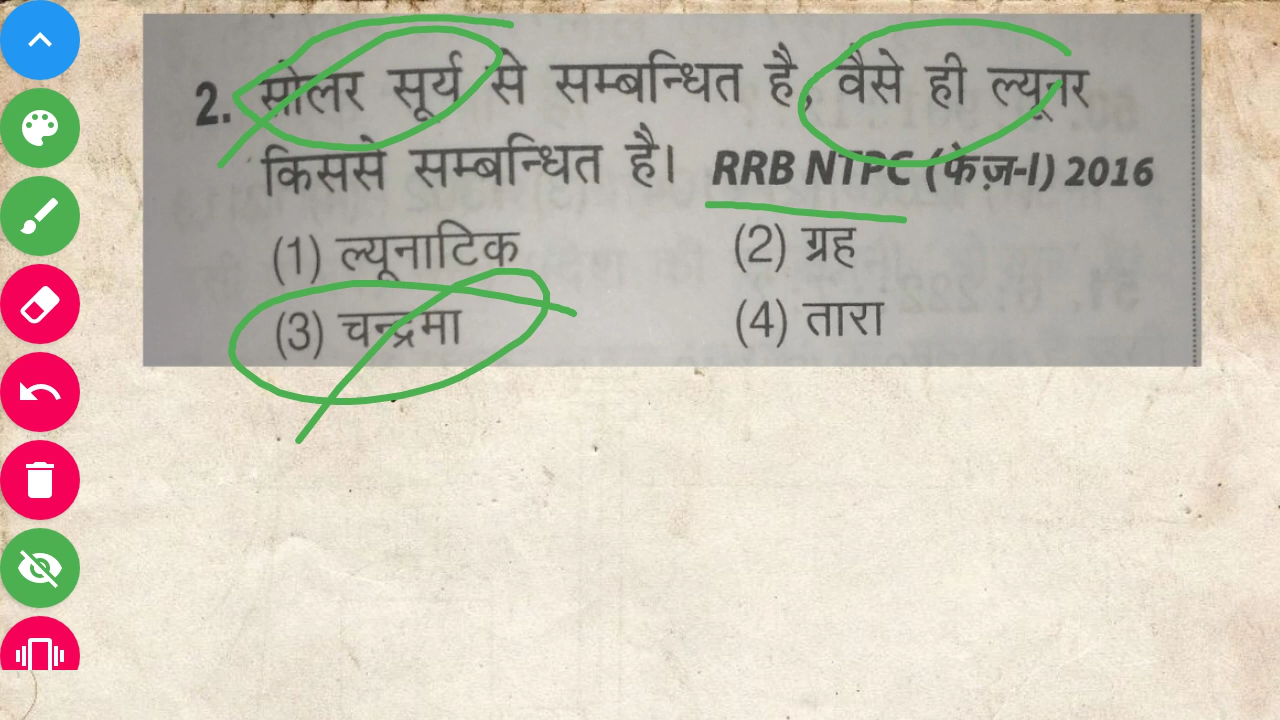 2. सोलर सूर्य से सम्बन्धित है, वैसे ही ल्यूनर
किससे सम्बन्धित है। RRB NTPC (फेज़-I) 2016
(1) ल्यूनाटिक (2) ग्रह
(3) चन्द्रमा (4) तारा